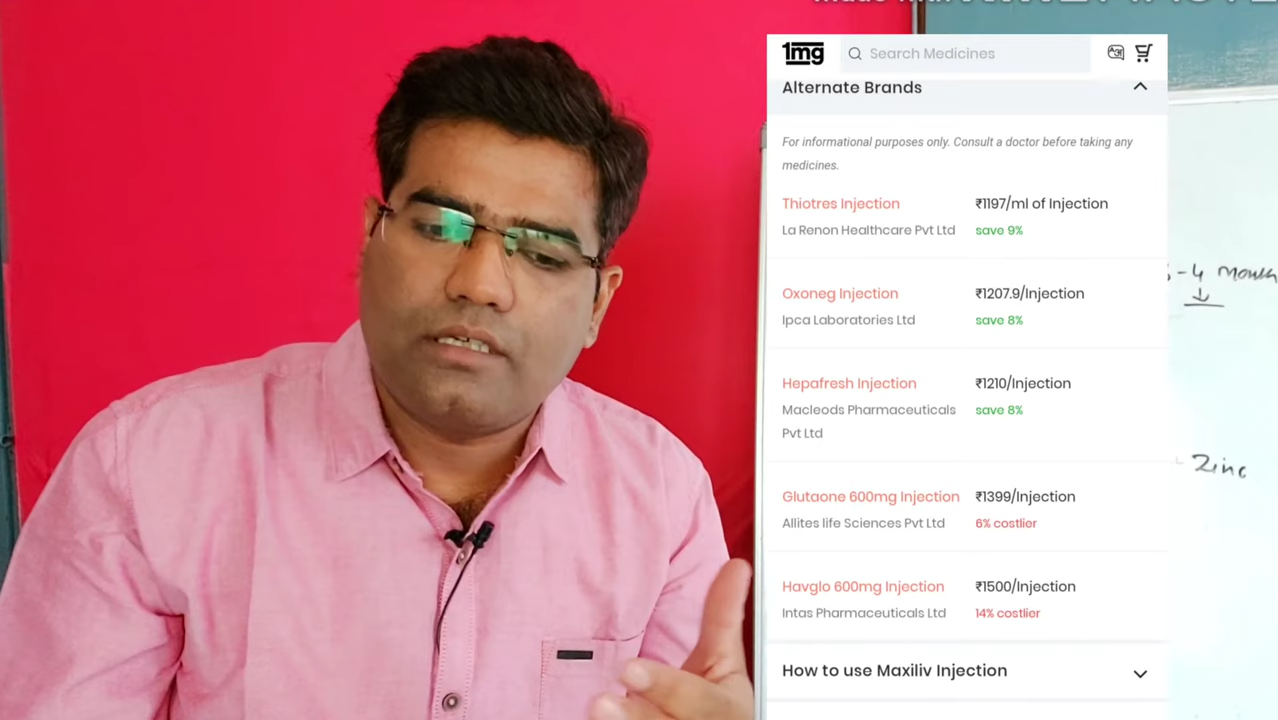 1mg
Search Medicines
Alternate Brands
For informational purposes only. Consult a doctor before taking any
medicines.
Thiotres Injection ₹1197/ml of Injection
La Renon Healthcare Pvt Ltd save 9%
Oxoneg Injection ₹1207.9/Injection
Ipca Laboratories Ltd save 8%
Hepafresh Injection ₹1210/Injection
Macleods Pharmaceuticals save 8%
Pvt Ltd
Glutaone 600mg Injection ₹1399/Injection
Allites life Sciences Pvt Ltd 6% costlier
Havglo 600mg Injection ₹1500/Injection
Intas Pharmaceuticals Ltd 14% costlier
How to use Maxiliv Injection
-4 month
Zinc